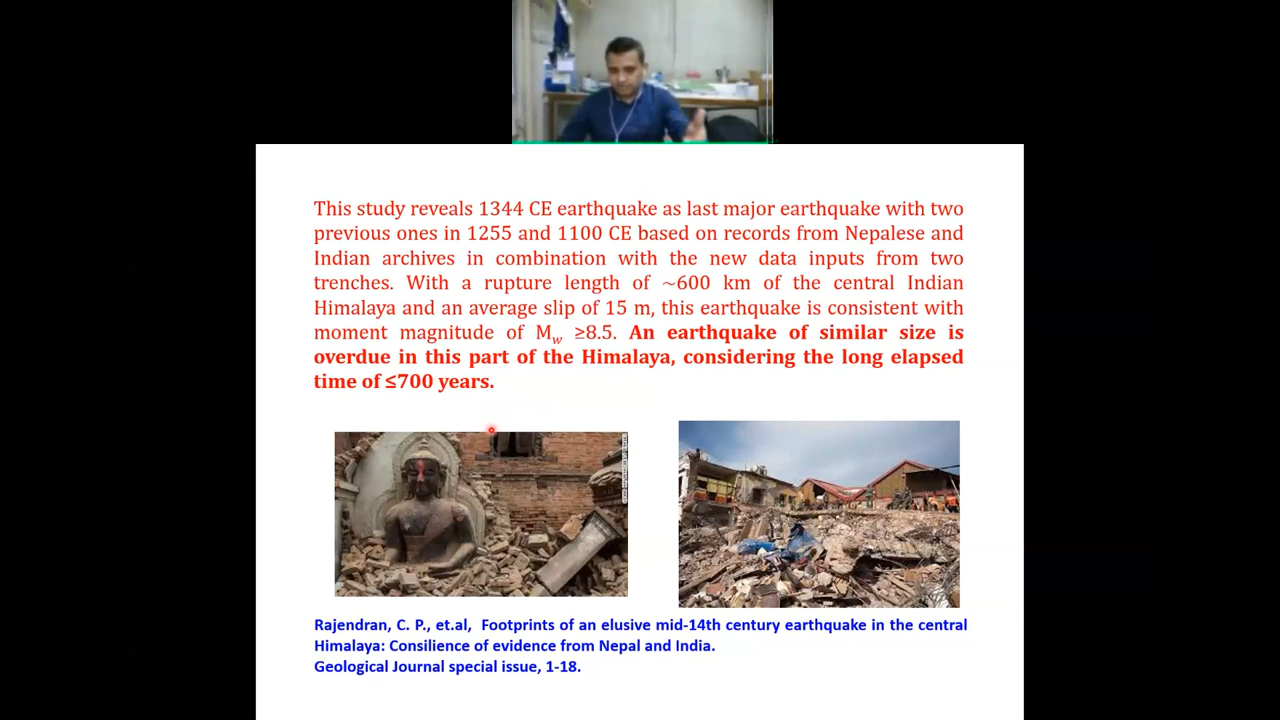 This study reveals 1344 CE earthquake as last major earthquake with two
previous ones in 1255 and 1100 CE based on records from Nepalese and
Indian archives in combination with the new data inputs from two
trenches. With a rupture length of ~600 km of the central Indian
Himalaya and an average slip of 15 m, this earthquake is consistent with
moment magnitude of Mw ≥8.5. An earthquake of similar size is
overdue in this part of the Himalaya, considering the long elapsed
time of ≤700 years.
Rajendran, C. P., et.al, Footprints of an elusive mid-14th century earthquake in the central
Himalaya: Consilience of evidence from Nepal and India.
Geological Journal special issue, 1-18.